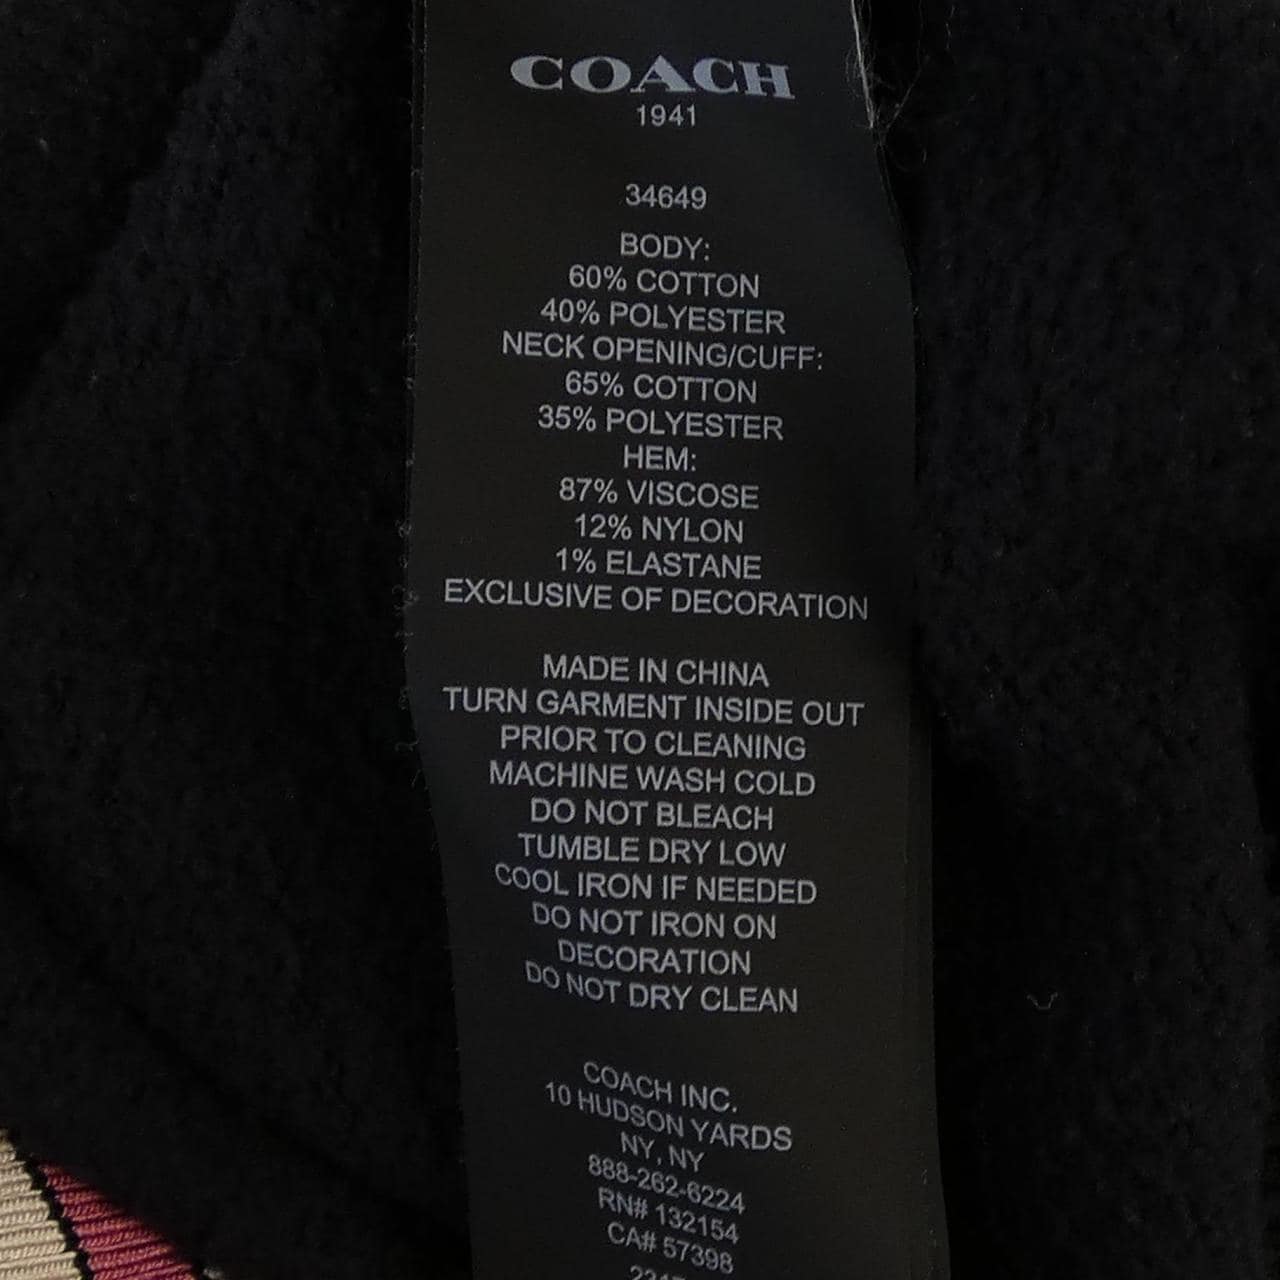 COACH
1941
34649
BODY:
60% COTTON
40% POLYESTER
NECK OPENING/CUFF:
65% COTTON
35% POLYESTER
HEM:
87% VISCOSE
12% NYLON
1% ELASTANE
EXCLUSIVE OF DECORATION
MADE IN CHINA
TURN GARMENT INSIDE OUT
PRIOR TO CLEANING
MACHINE WASH COLD
DO NOT BLEACH
TUMBLE DRY LOW
COOL IRON IF NEEDED
DO NOT IRON ON
DECORATION
DO NOT DRY CLEAN
COACH INC.
10 HUDSON YARDS
NY, NY
888-262-6224
RN# 132154
CA# 57398